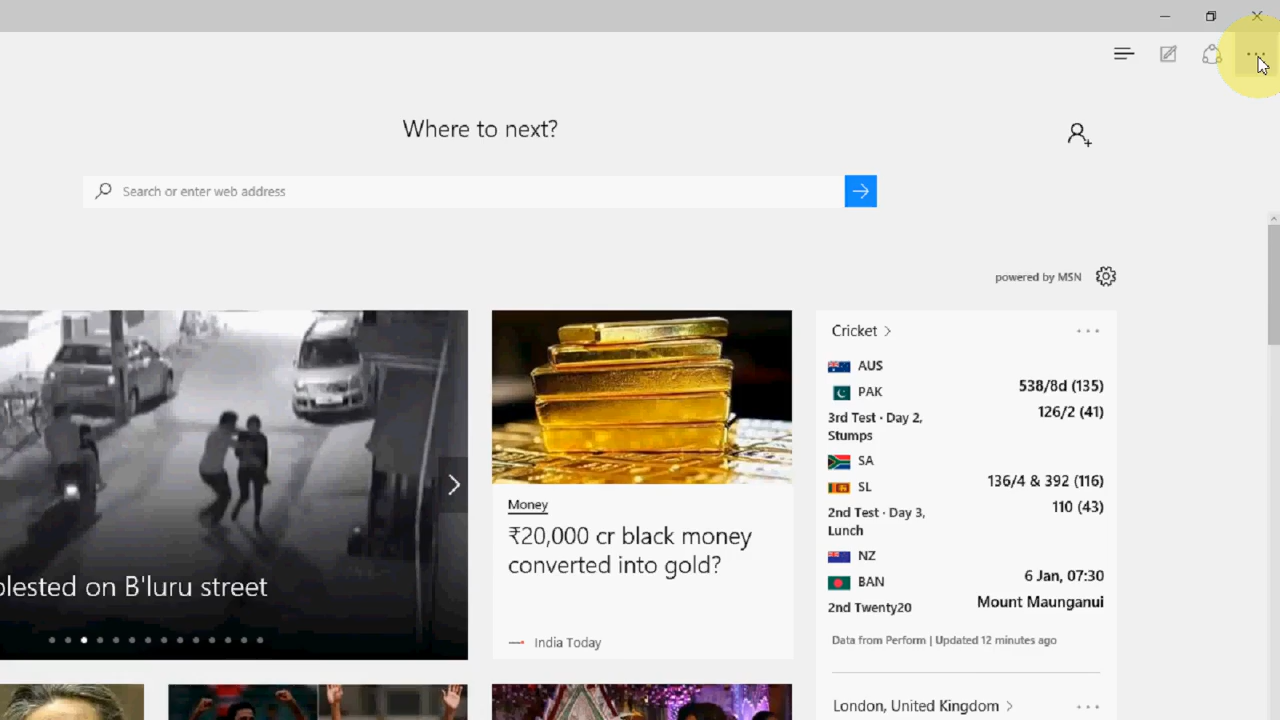 Where to next?
Search or enter web address
powered by MSN
lested on B'luru street
Money
₹20,000 cr black money
converted into gold?
India Today
Cricket >
AUS
538/8d (135)
PAK
126/2 (41)
3rd Test · Day 2,
Stumps
SA
136/4 & 392 (116)
SL
110 (43)
2nd Test · Day 3,
Lunch
NZ
6 Jan, 07:30
BAN
Mount Maunganui
2nd Twenty20
Data from Perform | Updated 12 minutes ago
London, United Kingdom >